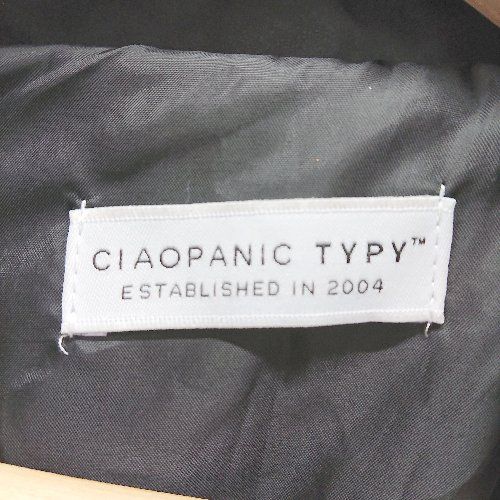 CIAOPANIC TYPY™
ESTABLISHED IN 2004